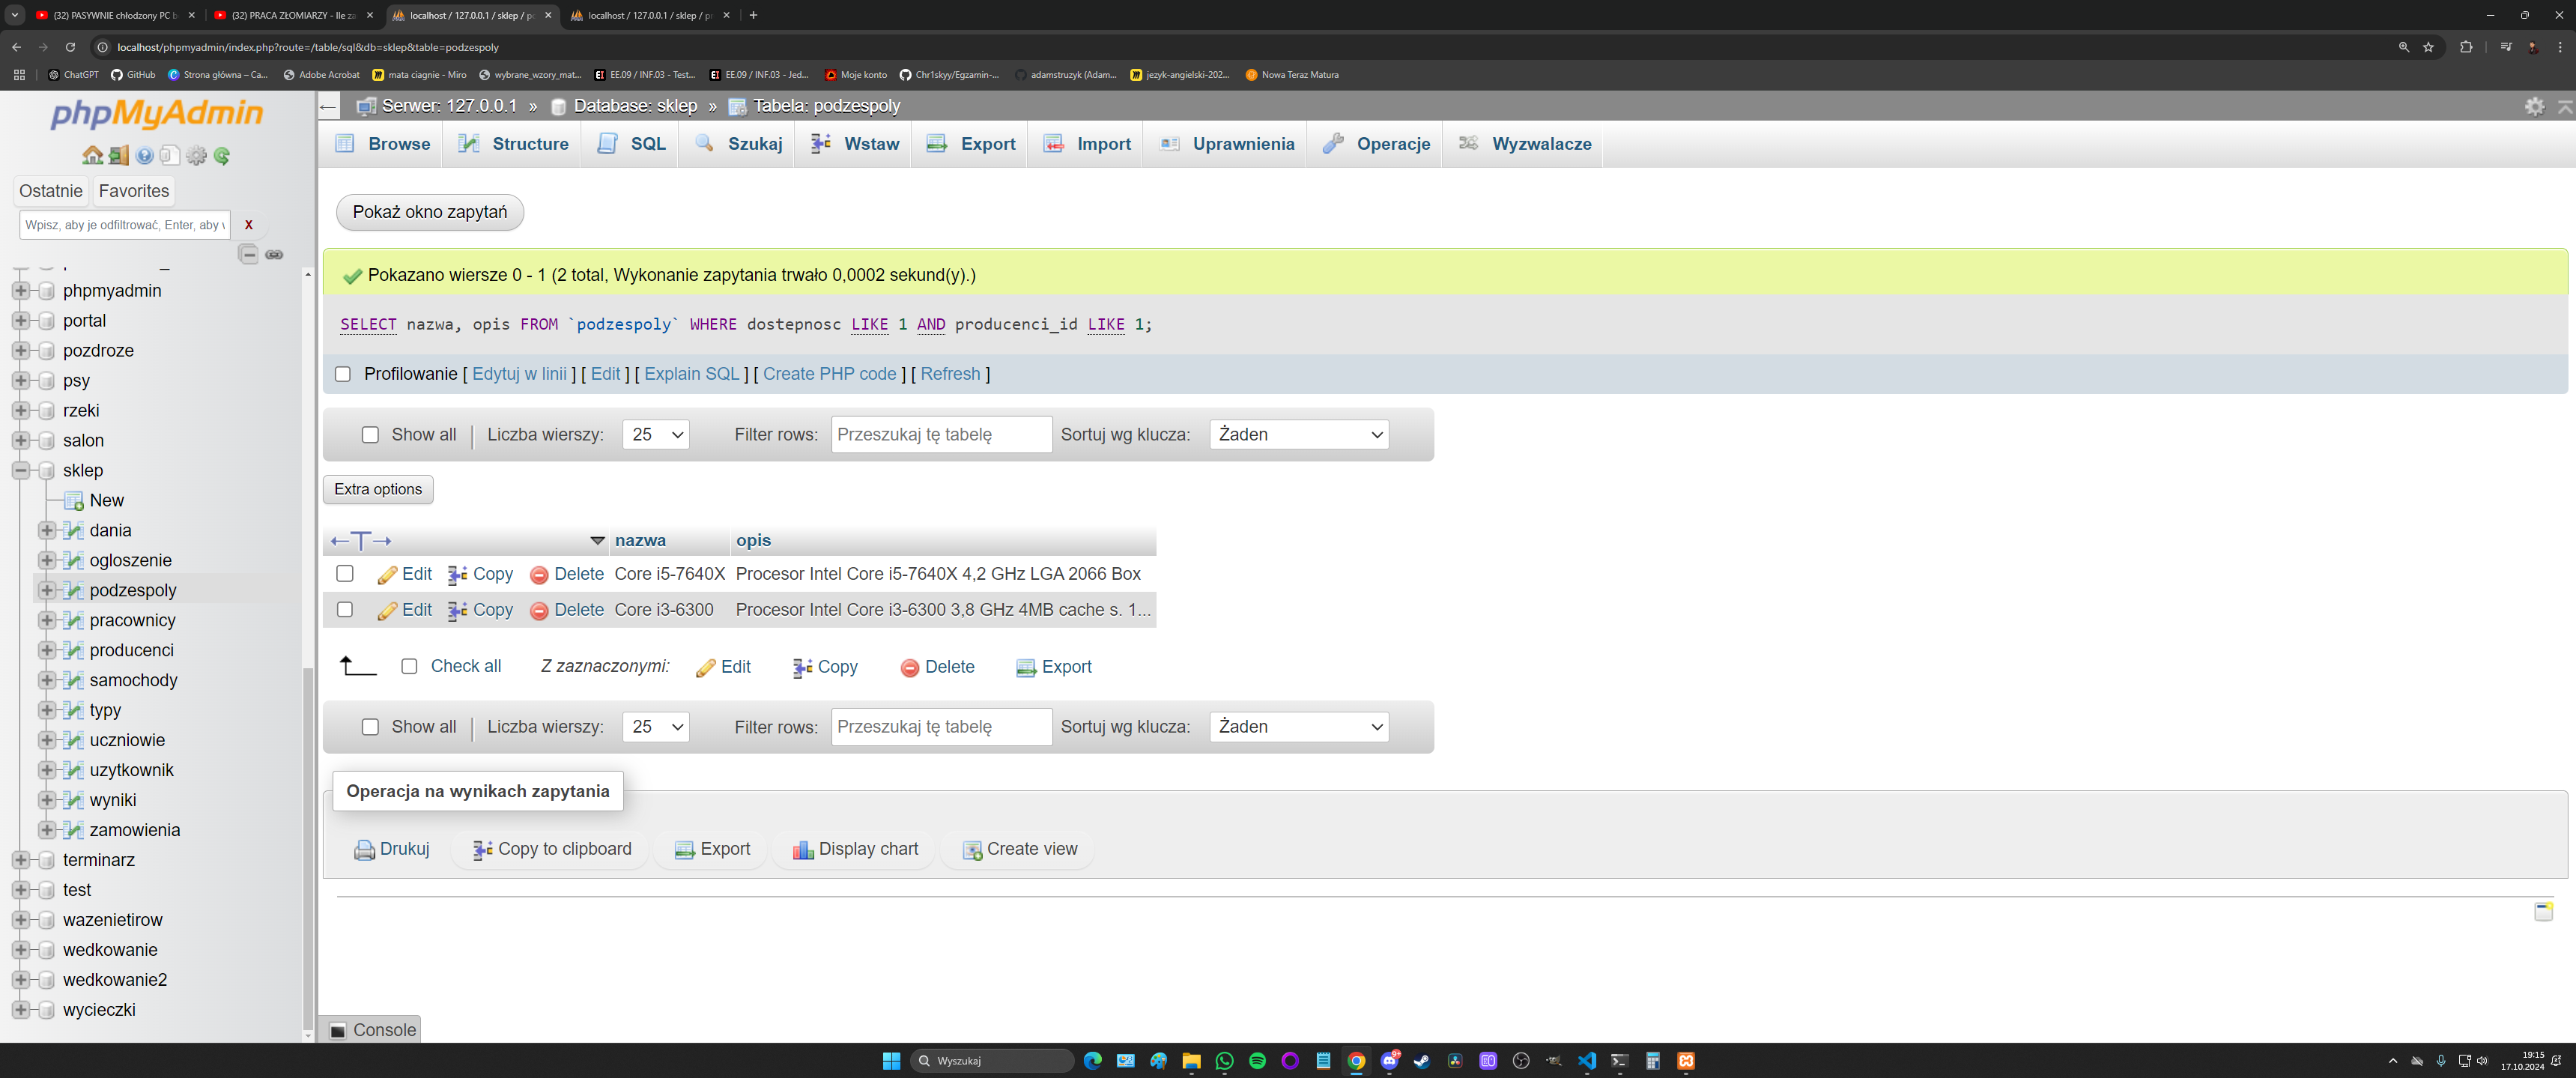 (32) PASYWNIE chłodzony PC b
(32) PRACA ZŁOMIARZY - Ile za
localhost / 127.0.0.1 / sklep / po
localhost / 127.0.0.1 / sklep / pr
localhost/phpmyadmin/index.php?route=/table/sql&db=sklep&table=podzespoly
ChatGPT
GitHub
Strona główna – Ca...
Adobe Acrobat
mata ciagnie - Miro
wybrane_wzory_mat...
EE.09 / INF.03 - Test...
EE.09 / INF.03 - Jed...
Moje konto
Chr1skyy/Egzamin-...
adamstruzyk (Adam...
jezyk-angielski-202...
Nowa Teraz Matura
phpMyAdmin
Ostatnie Favorites
Wpisz, aby je odfiltrować, Enter, aby w X
phpmyadmin
portal
pozdroze
psy
rzeki
salon
sklep
New
dania
ogloszenie
podzespoly
pracownicy
producenci
samochody
typy
uczniowie
uzytkownik
wyniki
zamowienia
terminarz
test
wazenietirow
wedkowanie
wedkowanie2
wycieczki
Serwer: 127.0.0.1 » Database: sklep » Tabela: podzespoly
Browse Structure SQL Szukaj Wstaw Export Import Uprawnienia Operacje Wyzwalacze
Pokaż okno zapytań
Pokazano wiersze 0 - 1 (2 total, Wykonanie zapytania trwało 0,0002 sekund(y).)
SELECT nazwa, opis FROM `podzespoly` WHERE dostepnosc LIKE 1 AND producenci_id LIKE 1;
Profilowanie [ Edytuj w linii ] [ Edit ] [ Explain SQL ] [ Create PHP code ] [ Refresh ]
Show all | Liczba wierszy: 25 Filter rows: Przeszukaj tę tabelę Sortuj wg klucza: Żaden
Extra options
←T→ nazwa opis
Edit Copy Delete Core i5-7640X Procesor Intel Core i5-7640X 4,2 GHz LGA 2066 Box
Edit Copy Delete Core i3-6300 Procesor Intel Core i3-6300 3,8 GHz 4MB cache s. 1...
Check all Z zaznaczonymi: Edit Copy Delete Export
Show all | Liczba wierszy: 25 Filter rows: Przeszukaj tę tabelę Sortuj wg klucza: Żaden
Operacja na wynikach zapytania
Drukuj Copy to clipboard Export Display chart Create view
Console
Wyszukaj
19:15
17.10.2024